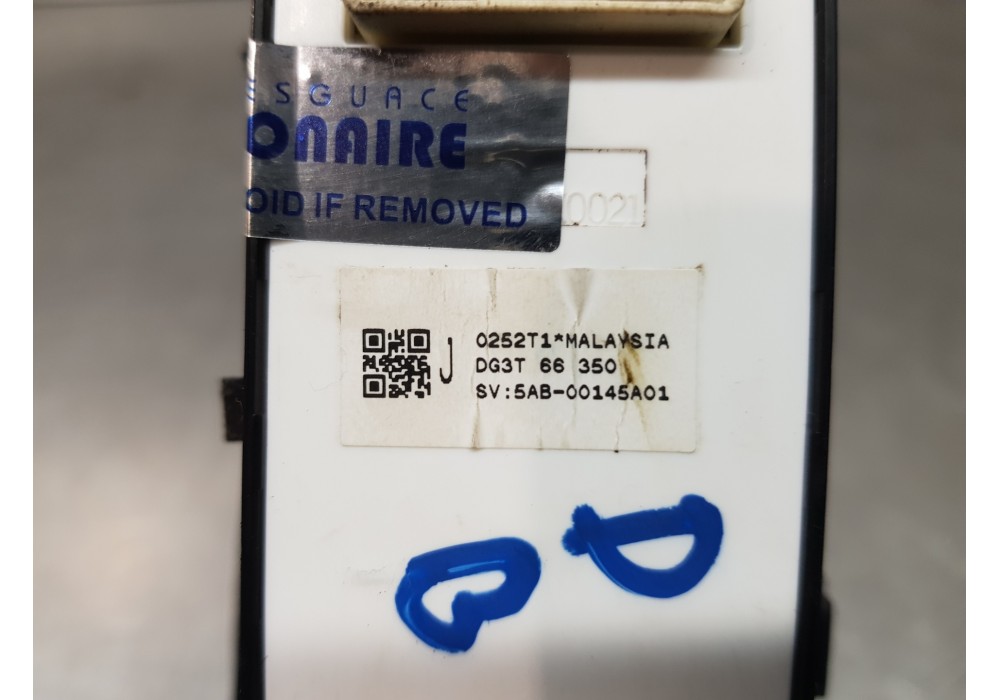 ESGUACE
ONAIRE
OID IF REMOVED
0021
J
0252T1*MALAYSIA
DG3T 66 350
SV:5AB-00145A01